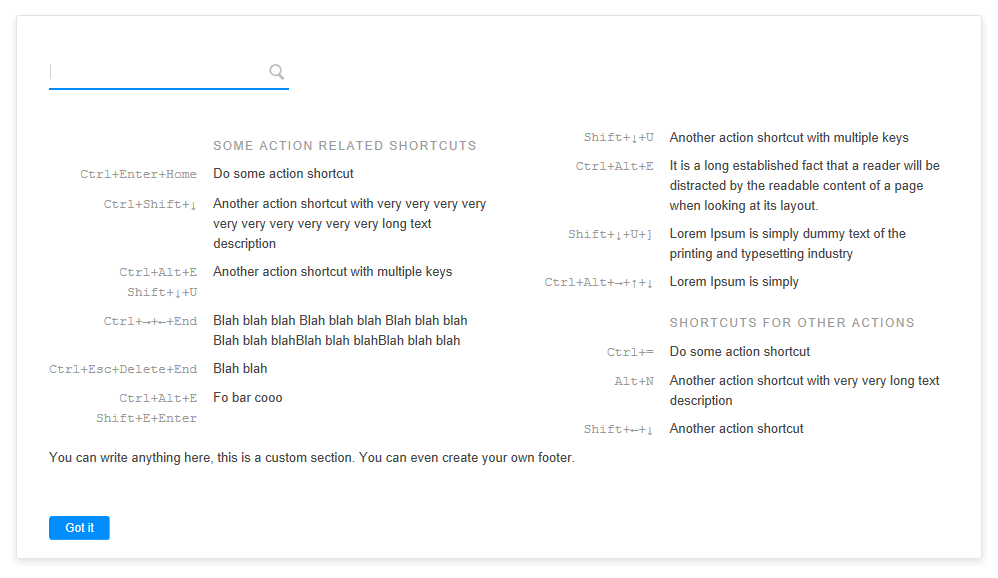 SOME ACTION RELATED SHORTCUTS
Ctrl+Enter+Home Do some action shortcut
Ctrl+Shift+↓ Another action shortcut with very very very very
very very very very very very long text
description
Ctrl+Alt+E Another action shortcut with multiple keys
Shift+↓+U
Ctrl+→+←+End Blah blah blah Blah blah blah Blah blah blah
Blah blah blahBlah blah blahBlah blah blah
Ctrl+Esc+Delete+End Blah blah
Ctrl+Alt+E Fo bar cooo
Shift+E+Enter
Shift+↓+U Another action shortcut with multiple keys
Ctrl+Alt+E It is a long established fact that a reader will be
distracted by the readable content of a page
when looking at its layout.
Shift+↓+U+] Lorem Ipsum is simply dummy text of the
printing and typesetting industry
Ctrl+Alt+→+↑+↓ Lorem Ipsum is simply
SHORTCUTS FOR OTHER ACTIONS
Ctrl+= Do some action shortcut
Alt+N Another action shortcut with very very long text
description
Shift+←+↓ Another action shortcut
You can write anything here, this is a custom section. You can even create your own footer.
Got it